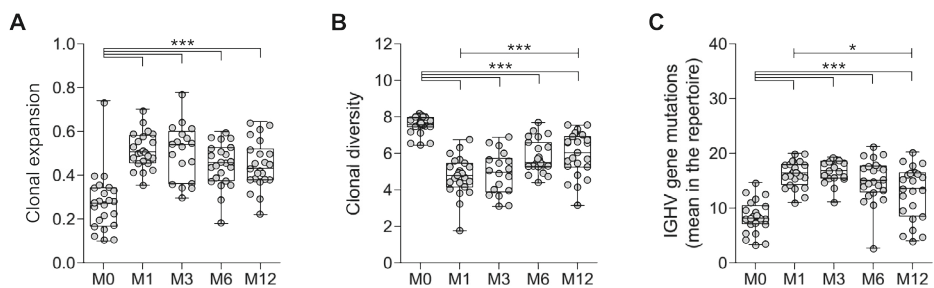 A
B
C
***
***
***
*
***
Clonal expansion
1.0
0.8
0.6
0.4
0.2
0.0
M0 M1 M3 M6 M12
Clonal diversity
12
10
8
6
4
2
0
M0 M1 M3 M6 M12
IGHV gene mutations
(mean in the repertoire)
40
30
20
10
0
M0 M1 M3 M6 M12